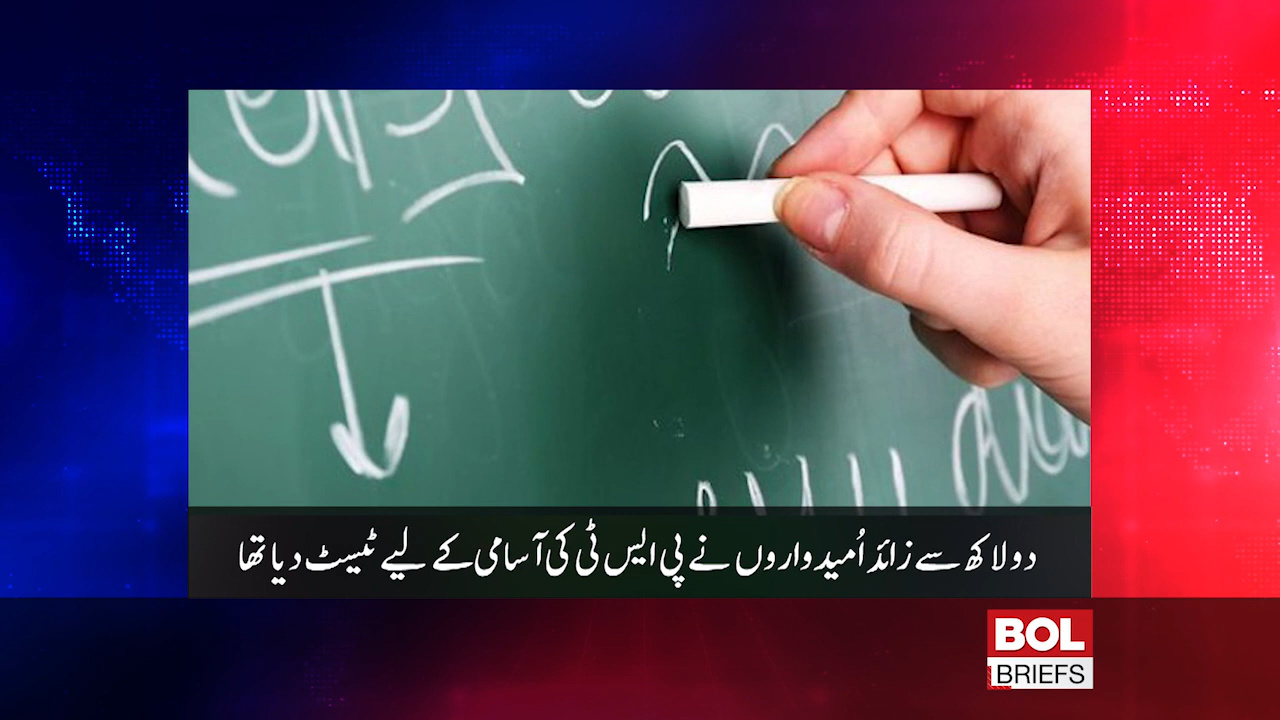 دو لاکھ سے زائد اُمیدواروں نے پی ایس ٹی کی آسامی کے لیے ٹیسٹ دیا تھا
BOL
BRIEFS